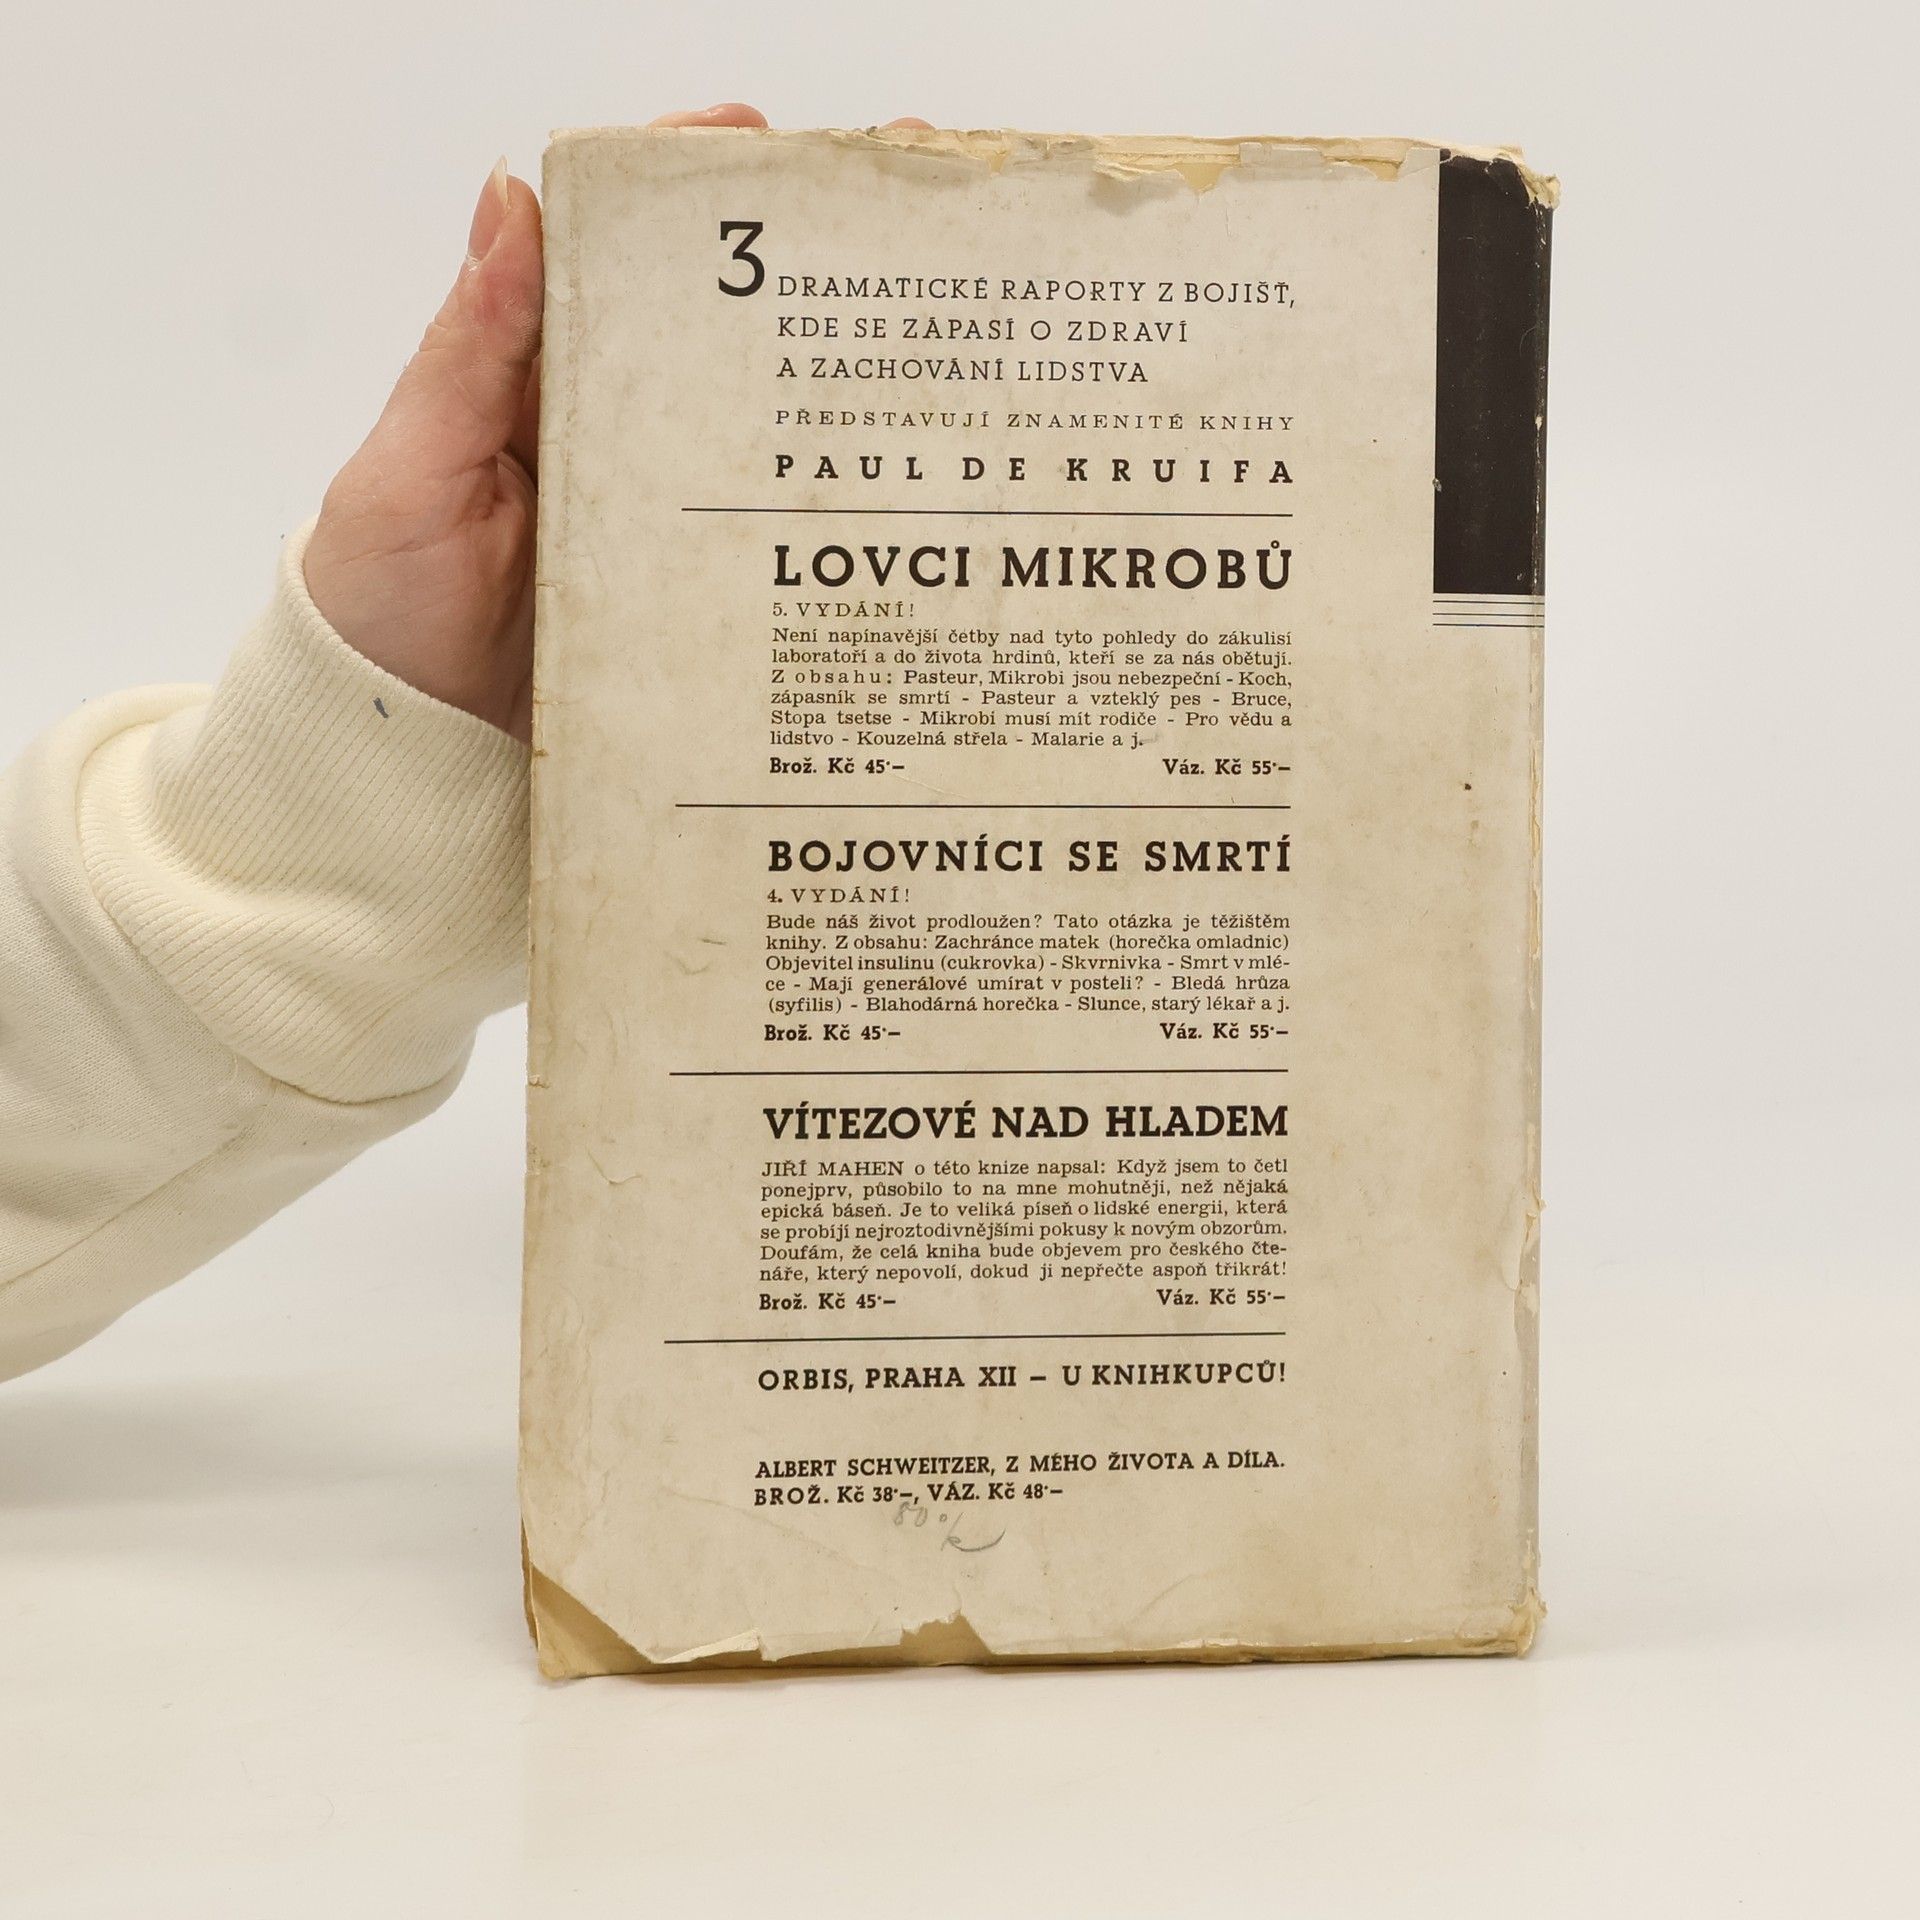 3 DRAMATICKÉ RAPORTY Z BOJIŠŤ,
KDE SE ZÁPASÍ O ZDRAVÍ
A ZACHOVÁNÍ LIDSTVA
PŘEDSTAVUJÍ ZNAMENITÉ KNIHY
PAUL DE KRUIFA
LOVCI MIKROBŮ
5. VYDÁNÍ!
Není napínavější četby nad tyto pohledy do zákulisí
laboratoří a do života hrdinů, kteří se za nás obětují.
Z obsahu: Pasteur, Mikrobi jsou nebezpeční - Koch,
zápasník se smrtí - Pasteur a vzteklý pes - Bruce,
Stopa tsetse - Mikrobi musí mít rodiče - Pro vědu a
lidstvo - Kouzelná střela - Malarie a j.
Brož. Kč 45·– Váz. Kč 55·–
BOJOVNÍCI SE SMRTÍ
4. VYDÁNÍ!
Bude náš život prodloužen? Tato otázka je těžištěm
knihy. Z obsahu: Zachránce matek (horečka omladnic)
Objevitel insulinu (cukrovka) - Skvrnivka - Smrt v mlé-
ce - Mají generálové umírat v posteli? - Bledá hrůza
(syfilis) - Blahodárná horečka - Slunce, starý lékař a j.
Brož. Kč 45·– Váz. Kč 55·–
VÍTEZOVÉ NAD HLADEM
JIŘÍ MAHEN o této knize napsal: Když jsem to četl
ponejprv, působilo to na mne mohutněji, než nějaká
epická báseň. Je to veliká píseň o lidské energii, která
se probíjí nejroztodivnějšími pokusy k novým obzorům.
Doufám, že celá kniha bude objevem pro českého čte-
náře, který nepovolí, dokud ji nepřečte aspoň třikrát!
Brož. Kč 45·– Váz. Kč 55·–
ORBIS, PRAHA XII – U KNIHKUPCŮ!
ALBERT SCHWEITZER, Z MÉHO ŽIVOTA A DÍLA.
BROŽ. Kč 38·–, VÁZ. Kč 48·–